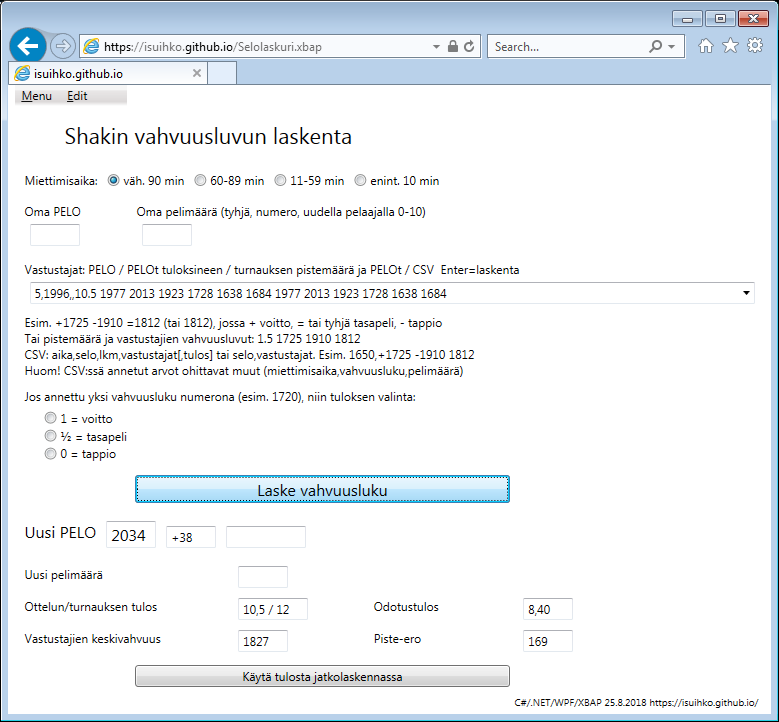 https://isuihko.github.io/Selolaskuri.xbap
Search...
isuihko.github.io
Menu Edit
Shakin vahvuusluvun laskenta
Miettimisaika: väh. 90 min 60-89 min 11-59 min enint. 10 min
Oma PELO Oma pelimäärä (tyhjä, numero, uudella pelaajalla 0-10)
Vastustajat: PELO / PELOt tuloksineen / turnauksen pistemäärä ja PELOt / CSV Enter=laskenta
5,1996,,10.5 1977 2013 1923 1728 1638 1684 1977 2013 1923 1728 1638 1684
Esim. +1725 -1910 =1812 (tai 1812), jossa + voitto, = tai tyhjä tasapeli, - tappio
Tai pistemäärä ja vastustajien vahvuusluvut: 1.5 1725 1910 1812
CSV: aika,selo,lkm,vastustajat[,tulos] tai selo,vastustajat. Esim. 1650,+1725 -1910 1812
Huom! CSV:ssä annetut arvot ohittavat muut (miettimisaika,vahvuusluku,pelimäärä)
Jos annettu yksi vahvuusluku numerona (esim. 1720), niin tuloksen valinta:
1 = voitto
½ = tasapeli
0 = tappio
Laske vahvuusluku
Uusi PELO 2034 +38
Uusi pelimäärä
Ottelun/turnauksen tulos 10,5 / 12 Odotustulos 8,40
Vastustajien keskivahvuus 1827 Piste-ero 169
Käytä tulosta jatkolaskennassa
C#/.NET/WPF/XBAP 25.8.2018 https://isuihko.github.io/